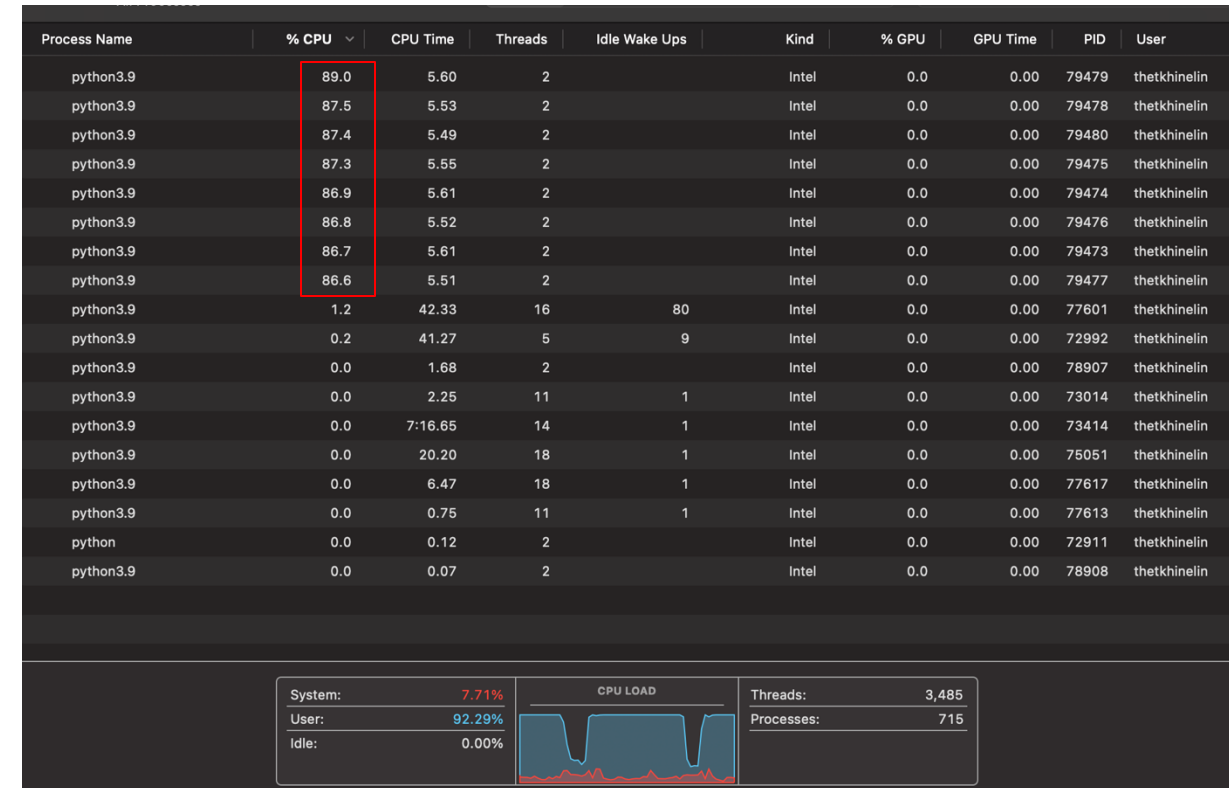 Process Name % CPU CPU Time Threads Idle Wake Ups Kind % GPU GPU Time PID User
python3.9 89.0 5.60 2 Intel 0.0 0.00 79479 thetkhinelin
python3.9 87.5 5.53 2 Intel 0.0 0.00 79478 thetkhinelin
python3.9 87.4 5.49 2 Intel 0.0 0.00 79480 thetkhinelin
python3.9 87.3 5.55 2 Intel 0.0 0.00 79475 thetkhinelin
python3.9 86.9 5.61 2 Intel 0.0 0.00 79474 thetkhinelin
python3.9 86.8 5.52 2 Intel 0.0 0.00 79476 thetkhinelin
python3.9 86.7 5.61 2 Intel 0.0 0.00 79473 thetkhinelin
python3.9 86.6 5.51 2 Intel 0.0 0.00 79477 thetkhinelin
python3.9 1.2 42.33 16 80 Intel 0.0 0.00 77601 thetkhinelin
python3.9 0.2 41.27 5 9 Intel 0.0 0.00 72992 thetkhinelin
python3.9 0.0 1.68 2 Intel 0.0 0.00 78907 thetkhinelin
python3.9 0.0 2.25 11 1 Intel 0.0 0.00 73014 thetkhinelin
python3.9 0.0 7:16.65 14 1 Intel 0.0 0.00 73414 thetkhinelin
python3.9 0.0 20.20 18 1 Intel 0.0 0.00 75051 thetkhinelin
python3.9 0.0 6.47 18 1 Intel 0.0 0.00 77617 thetkhinelin
python3.9 0.0 0.75 11 1 Intel 0.0 0.00 77613 thetkhinelin
python 0.0 0.12 2 Intel 0.0 0.00 72911 thetkhinelin
python3.9 0.0 0.07 2 Intel 0.0 0.00 78908 thetkhinelin
System: 7.71% CPU LOAD Threads: 3,485
User: 92.29% Processes: 715
Idle: 0.00%